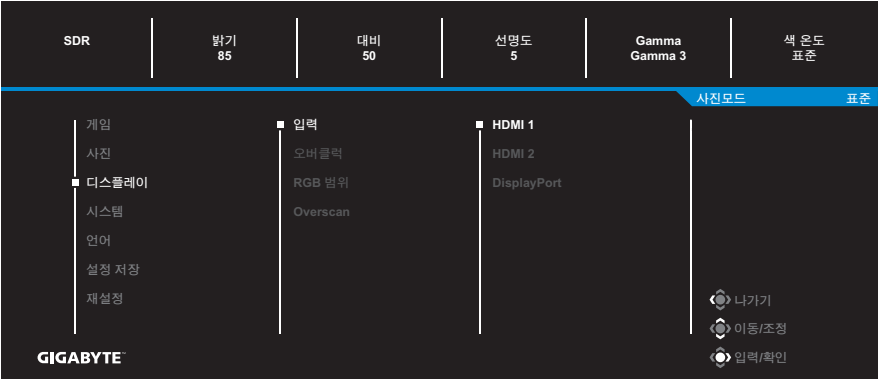 SDR
밝기
85
대비
50
선명도
5
Gamma
Gamma 3
색 온도
표준
사진모드 표준
게임
사진
디스플레이
시스템
언어
설정 저장
재설정
입력
오버클럭
RGB 범위
Overscan
HDMI 1
HDMI 2
DisplayPort
나가기
이동/조정
입력/확인
GIGABYTE™